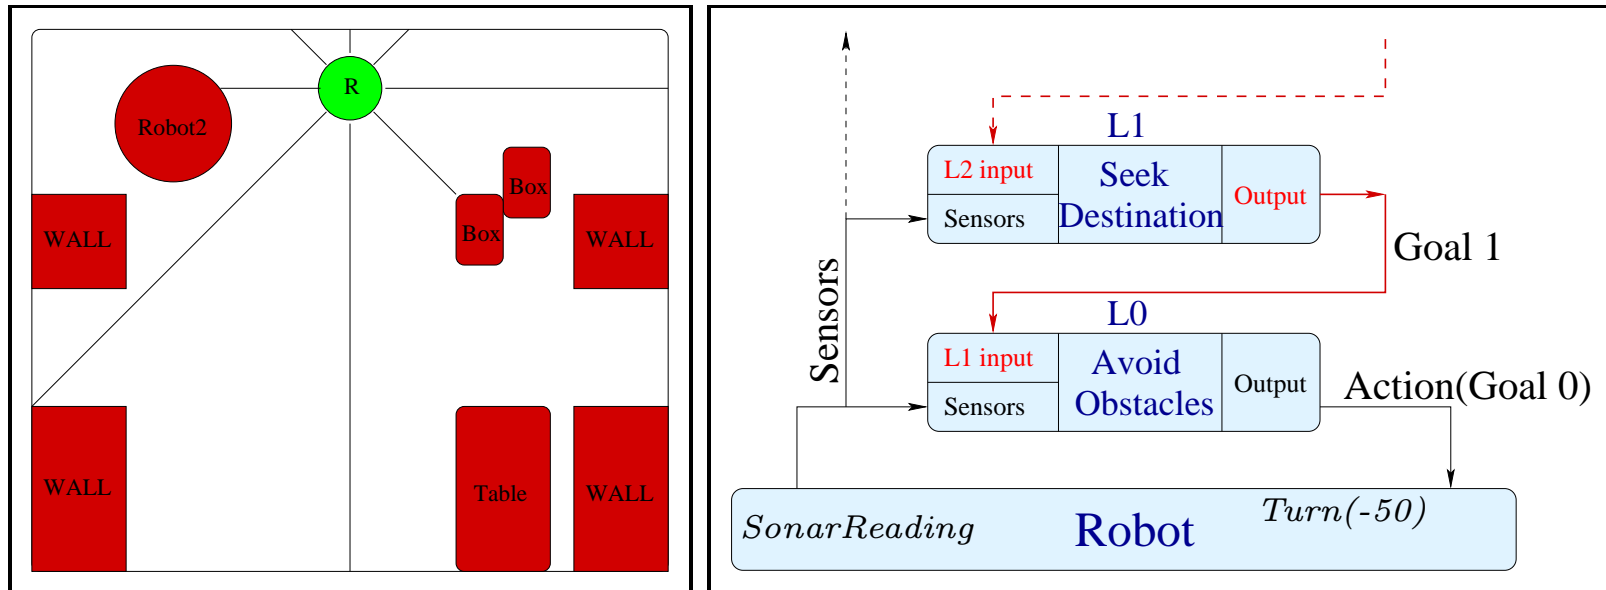 R
Robot2
Box
Box
WALL
WALL
WALL
Table
WALL
L1
L2 input
Seek
Destination
Output
Sensors
Goal 1
Sensors
L0
L1 input
Avoid
Obstacles
Output
Sensors
Action(Goal 0)
SonarReading
Robot
Turn(-50)